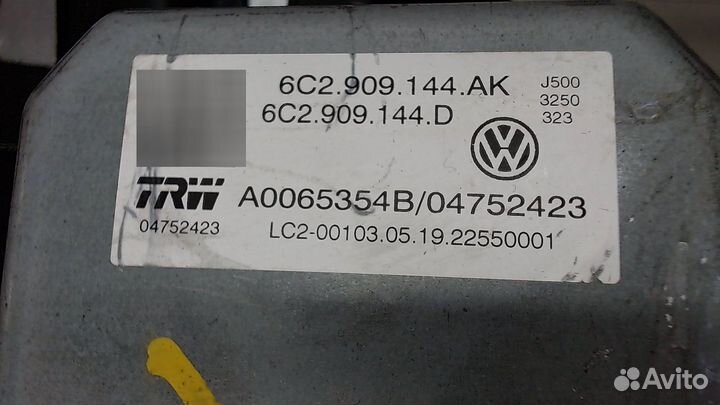 6C2.909.144.AK
6C2.909.144.D
J500
3250
323
TRW
04752423
A0065354B/04752423
LC2-00103.05.19.22550001
Avito